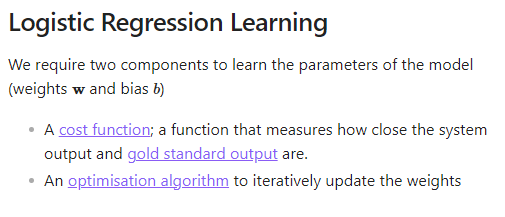 Logistic Regression Learning
We require two components to learn the parameters of the model
(weights w and bias b)
• A cost function; a function that measures how close the system
output and gold standard output are.
• An optimisation algorithm to iteratively update the weights